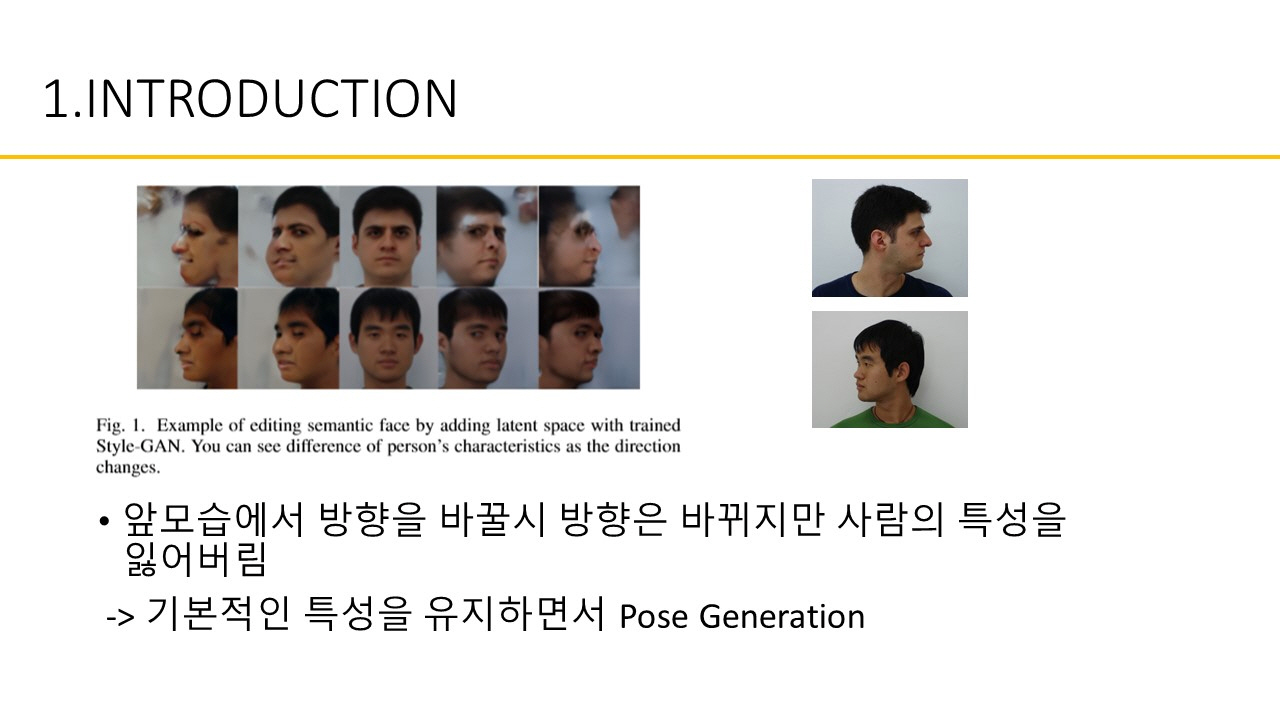 1.INTRODUCTION
Fig. 1. Example of editing semantic face by adding latent space with trained
Style-GAN. You can see difference of person's characteristics as the direction
changes.
• 앞모습에서 방향을 바꿀시 방향은 바뀌지만 사람의 특성을
잃어버림
-> 기본적인 특성을 유지하면서 Pose Generation